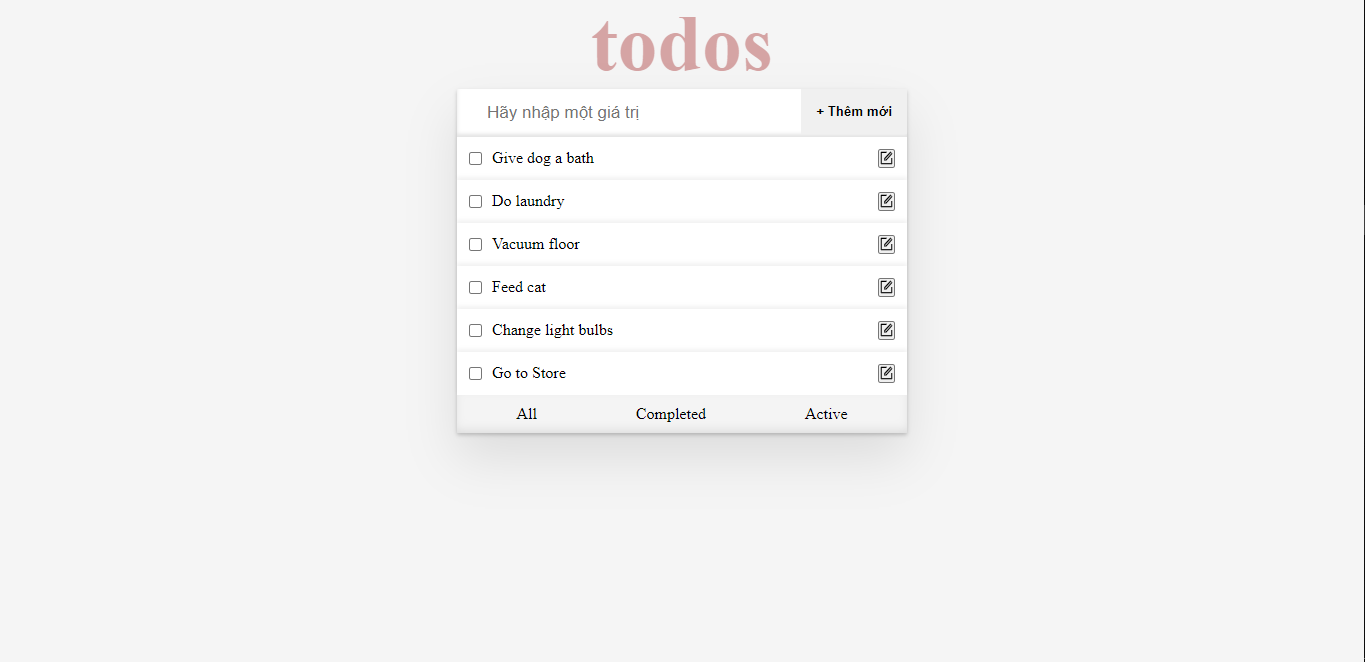 todos
Hãy nhập một giá trị
+ Thêm mới
Give dog a bath
Do laundry
Vacuum floor
Feed cat
Change light bulbs
Go to Store
All Completed Active